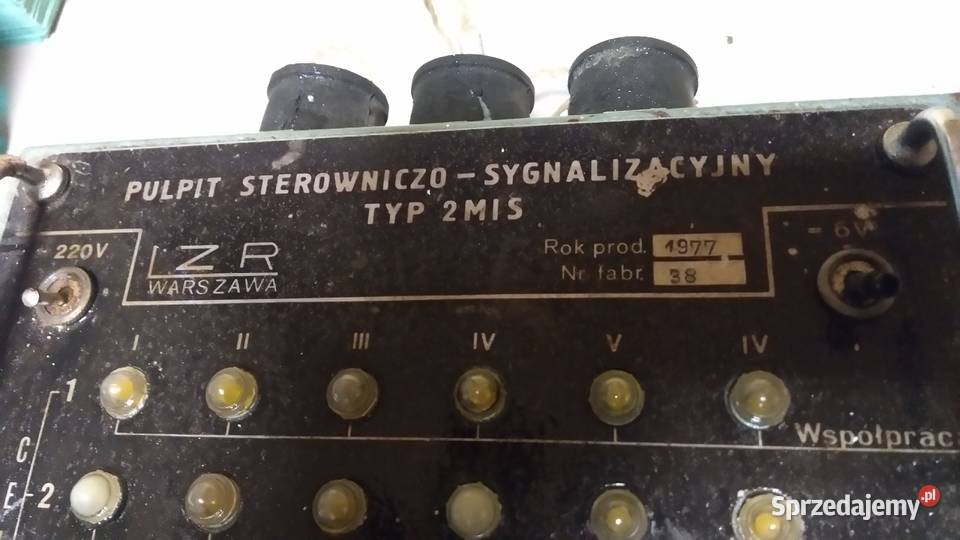 PULPIT STEROWNICZO – SYGNALIZACYJNY
TYP 2MIS
~ 220V
LZR
WARSZAWA
Rok prod. 1977
Nr fabr. 38
= 6V
I II III IV V IV
1
Współpraca
C
E 2
Sprzedajemy.pl